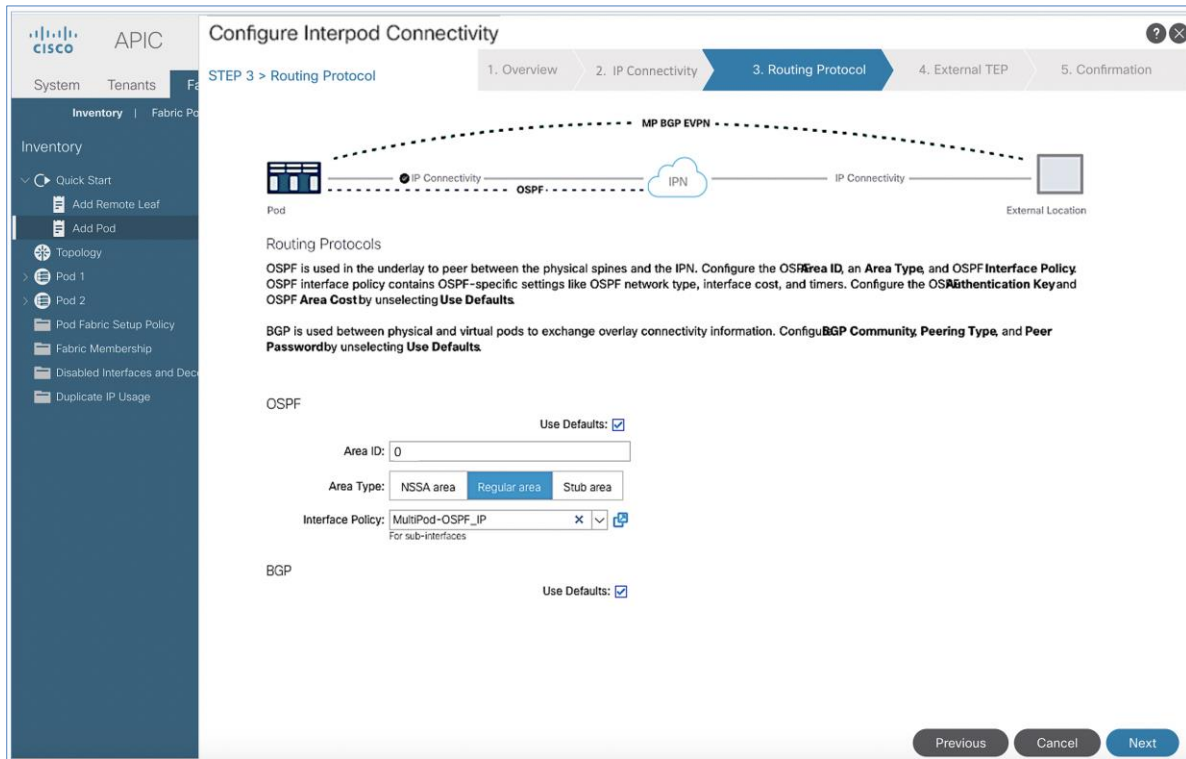 CISCO
APIC
Configure Interpod Connectivity
?
System Tenants Fa
Inventory | Fabric Po
STEP 3 > Routing Protocol
1. Overview
2. IP Connectivity
3. Routing Protocol
4. External TEP
5. Confirmation
Inventory
Quick Start
Add Remote Leaf
Add Pod
Topology
Pod 1
Pod 2
Pod Fabric Setup Policy
Fabric Membership
Disabled Interfaces and Deco
Duplicate IP Usage
MP BGP EVPN
IP Connectivity
OSPF
IPN
IP Connectivity
Pod
External Location
Routing Protocols
OSPF is used in the underlay to peer between the physical spines and the IPN. Configure the OSPF Area ID, an Area Type, and OSPF Interface Policy.
OSPF interface policy contains OSPF-specific settings like OSPF network type, interface cost, and timers. Configure the OSPF Authentication Key and
OSPF Area Cost by unselecting Use Defaults.
BGP is used between physical and virtual pods to exchange overlay connectivity information. Configure BGP Community, Peering Type, and Peer
Password by unselecting Use Defaults.
OSPF
Use Defaults:
Area ID: 0
Area Type: NSSA area Regular area Stub area
Interface Policy: MultiPod-OSPF_IP
For sub-interfaces
BGP
Use Defaults:
Previous Cancel Next